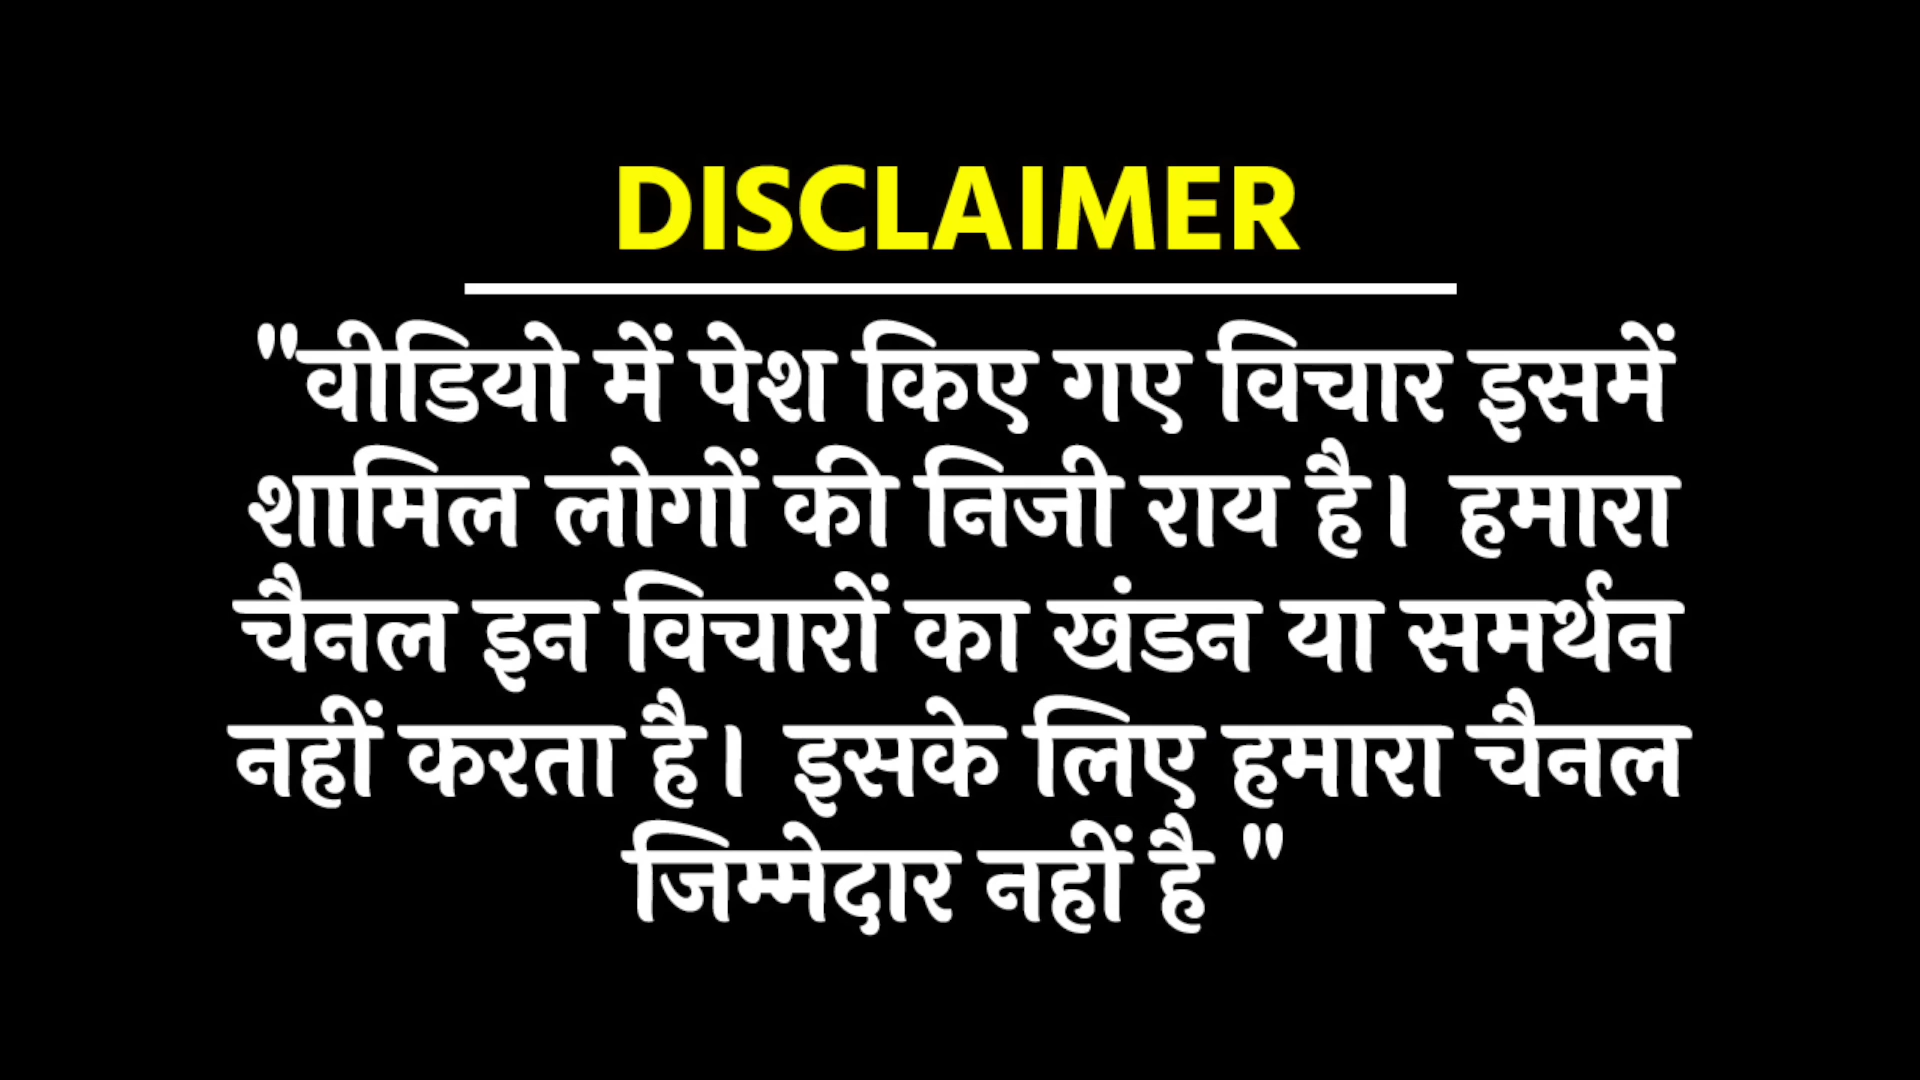 DISCLAIMER
"वीडियो में पेश किए गए विचार इसमें
शामिल लोगों की निजी राय है। हमारा
चैनल इन विचारों का खंडन या समर्थन
नहीं करता है। इसके लिए हमारा चैनल
जिम्मेदार नहीं है "